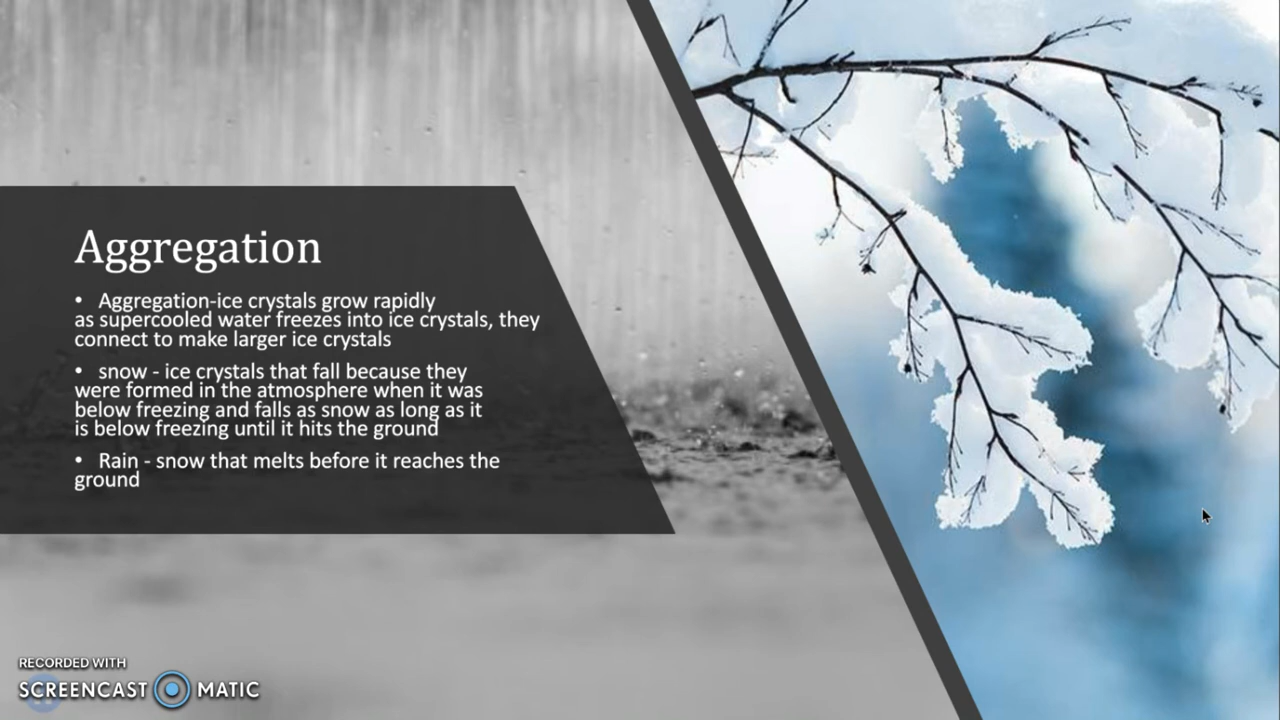 Aggregation
• Aggregation-ice crystals grow rapidly
as supercooled water freezes into ice crystals, they
connect to make larger ice crystals
• snow - ice crystals that fall because they
were formed in the atmosphere when it was
below freezing and falls as snow as long as it
is below freezing until it hits the ground
• Rain - snow that melts before it reaches the
ground
RECORDED WITH
SCREENCAST MATIC